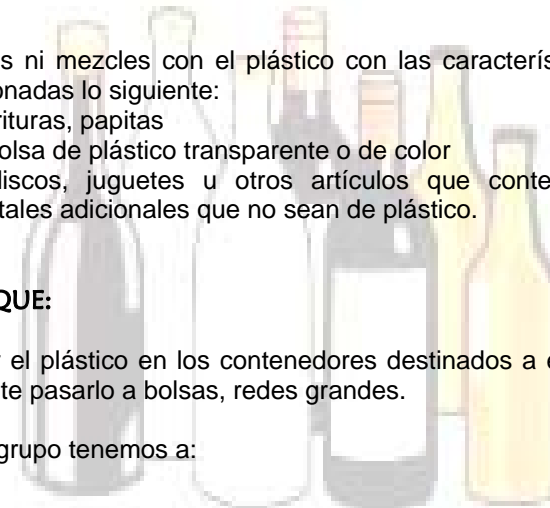 s ni mezcles con el plástico con las caracterís
onadas lo siguiente:
rituras, papitas
olsa de plástico transparente o de color
liscos, juguetes u otros artículos que conte
tales adicionales que no sean de plástico.
QUE:
r el plástico en los contenedores destinados a e
te pasarlo a bolsas, redes grandes.
grupo tenemos a: